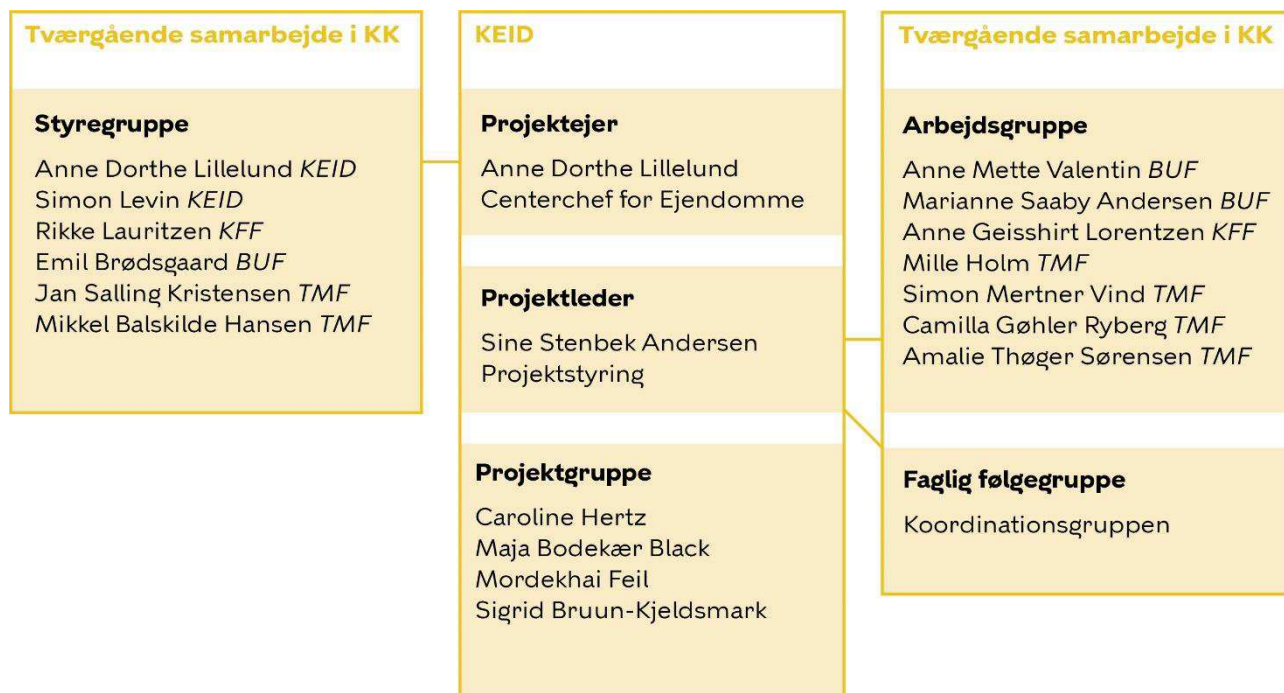 Tværgående samarbejde i KK
Styregruppe
Anne Dorthe Lillelund KEID
Simon Levin KEID
Rikke Lauritzen KFF
Emil Brødsgaard BUF
Jan Salling Kristensen TMF
Mikkel Balskilde Hansen TMF
KEID
Projektejer
Anne Dorthe Lillelund
Centerchef for Ejendomme
Projektleder
Sine Stenbek Andersen
Projektstyring
Projektgruppe
Caroline Hertz
Maja Bodekær Black
Mordekhai Feil
Sigrid Bruun-Kjeldsmark
Tværgående samarbejde i KK
Arbejdsgruppe
Anne Mette Valentin BUF
Marianne Saaby Andersen BUF
Anne Geisshirt Lorentzen KFF
Mille Holm TMF
Simon Mertner Vind TMF
Camilla Gøhler Ryberg TMF
Amalie Thøger Sørensen TMF
Faglig følgegruppe
Koordinationsgruppen